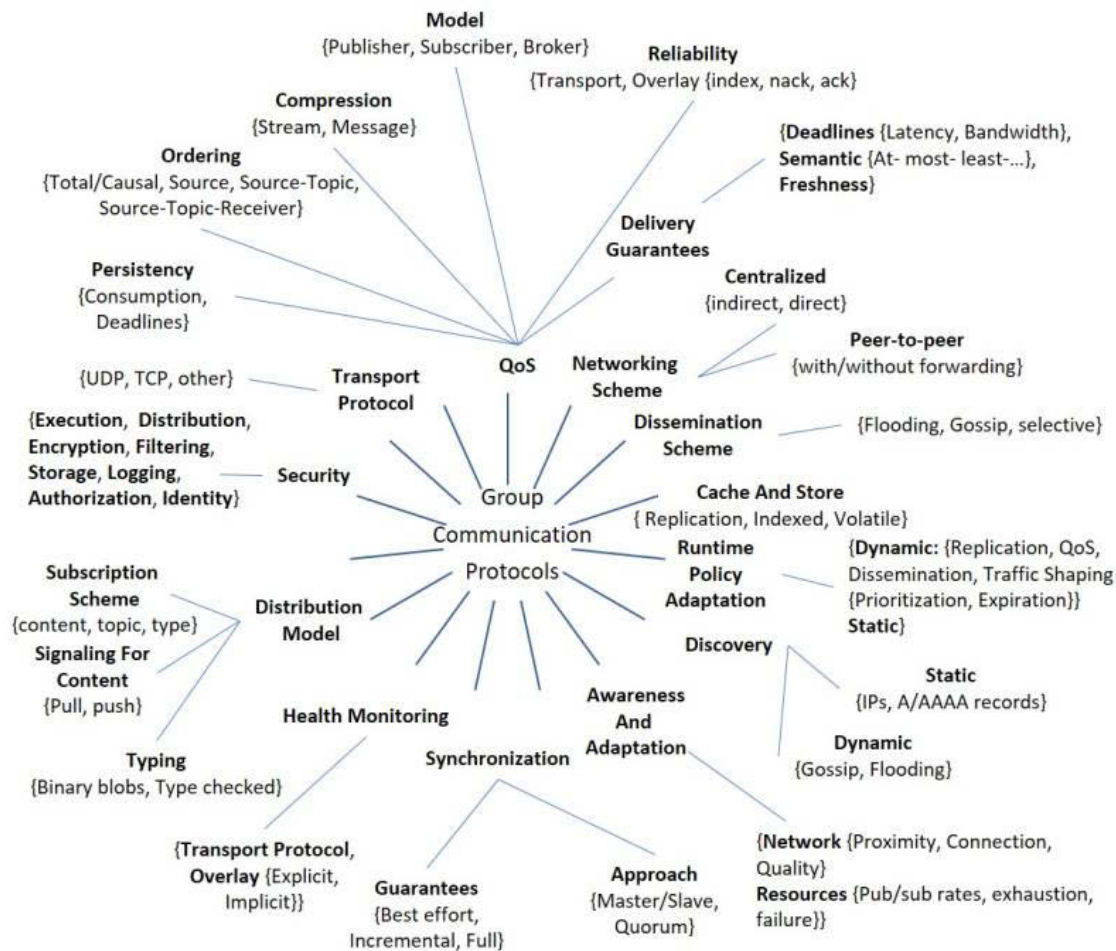 Model
{Publisher, Subscriber, Broker}
Reliability
{Transport, Overlay {index, nack, ack}
Compression
{Stream, Message}
{Deadlines {Latency, Bandwidth},
Semantic {At- most- least-...},
Freshness}
Ordering
{Total/Causal, Source, Source-Topic,
Source-Topic-Receiver}
Delivery
Guarantees
Persistency
{Consumption,
Deadlines}
Centralized
{indirect, direct}
Peer-to-peer
{with/without forwarding}
QoS
Networking
Scheme
{UDP, TCP, other}
Transport
Protocol
Dissemination
Scheme
{Flooding, Gossip, selective}
{Execution, Distribution,
Encryption, Filtering,
Storage, Logging,
Authorization, Identity}
Security
Group
Communication
Protocols
Cache And Store
{ Replication, Indexed, Volatile}
Runtime
Policy
Adaptation
{Dynamic: {Replication, QoS,
Dissemination, Traffic Shaping
{Prioritization, Expiration}}
Static}
Subscription
Scheme
{content, topic, type}
Signaling For
Content
{Pull, push}
Distribution
Model
Discovery
Static
{IPs, A/AAAA records}
Dynamic
{Gossip, Flooding}
Typing
{Binary blobs, Type checked}
Health Monitoring
Synchronization
Awareness
And
Adaptation
{Transport Protocol,
Overlay {Explicit,
Implicit}}
Guarantees
{Best effort,
Incremental, Full}
Approach
{Master/Slave,
Quorum}
{Network {Proximity, Connection,
Quality}
Resources {Pub/sub rates, exhaustion,
failure}}